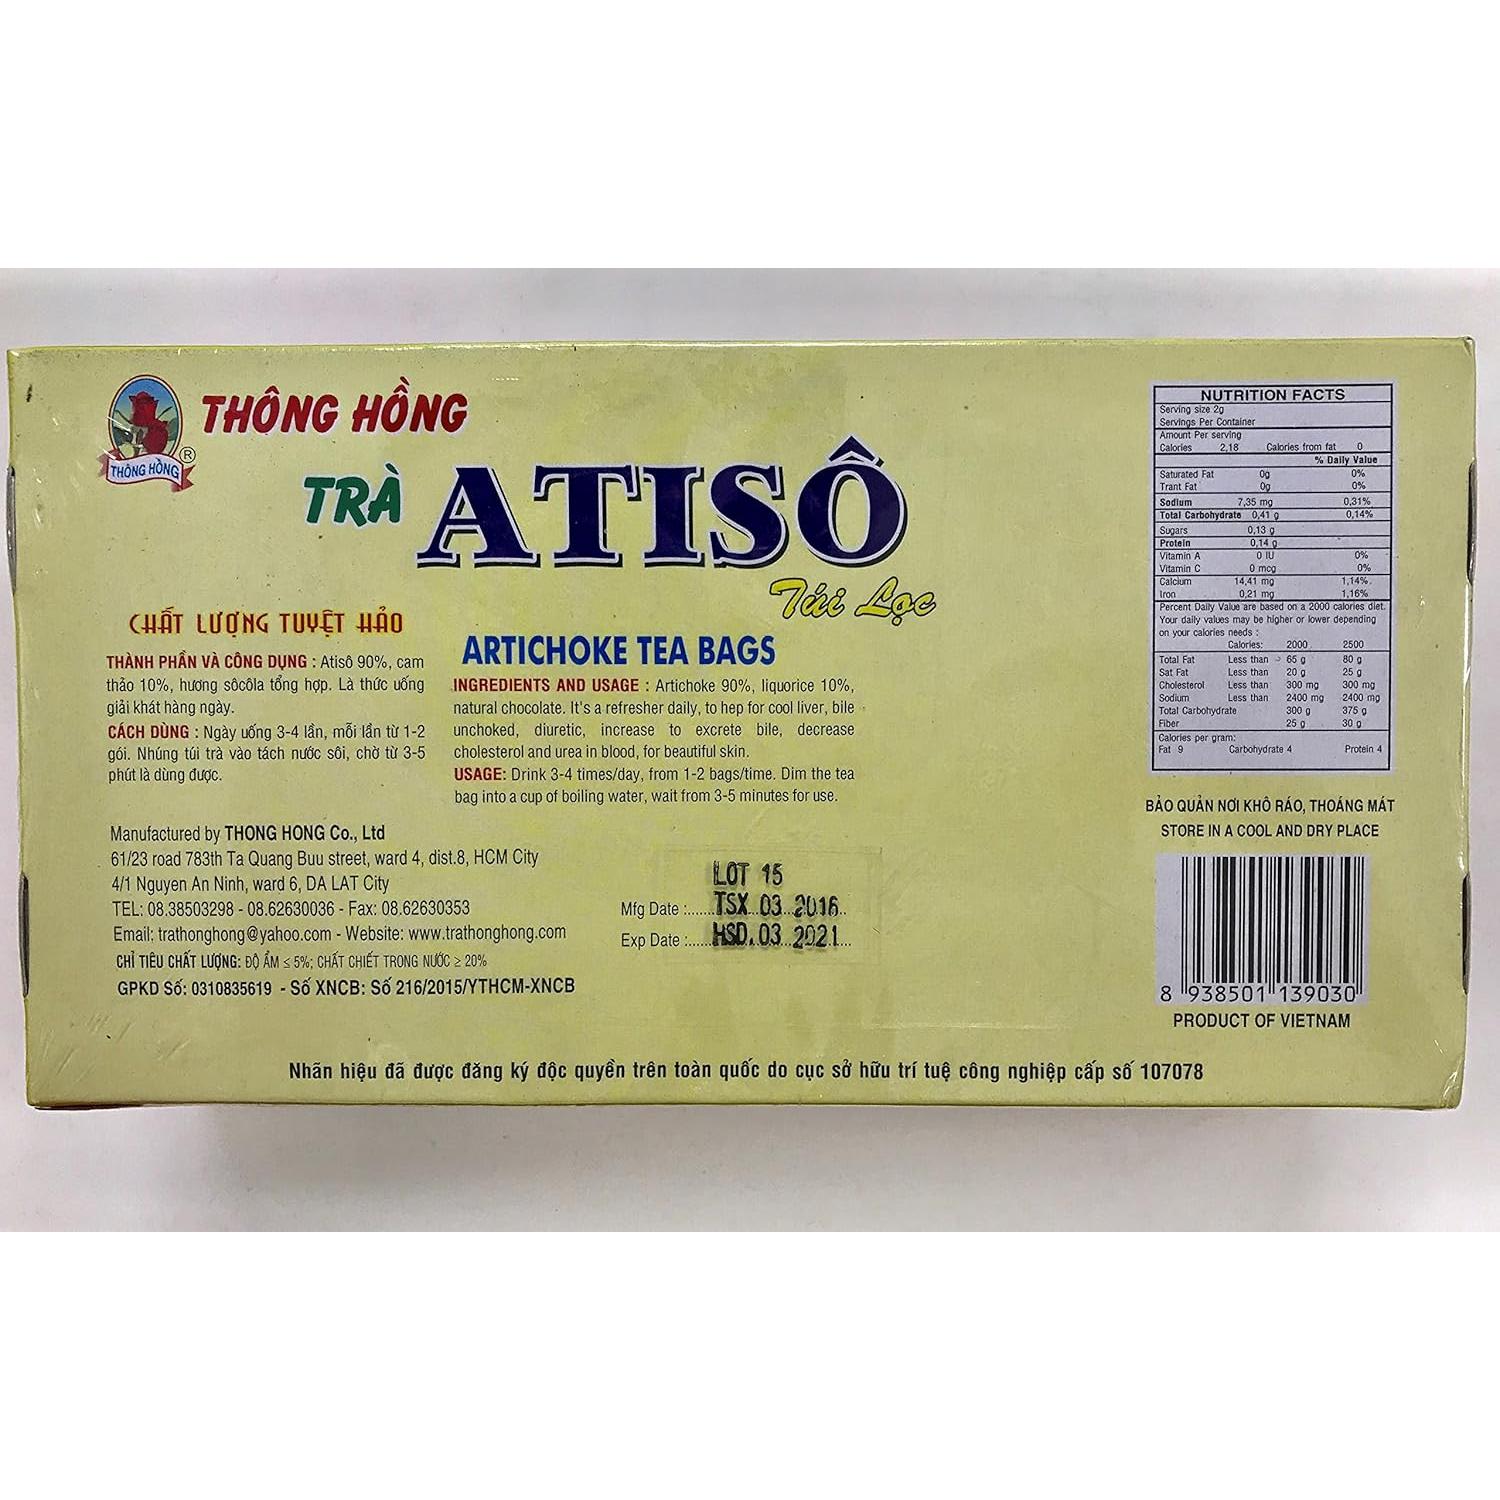 THÔNG HỒNG
®
THÔNG HỒNG
TRÀ ATISÔ
Túi Lọc
CHẤT LƯỢNG TUYỆT HẢO
THÀNH PHẦN VÀ CÔNG DỤNG : Atisô 90%, cam
thảo 10%, hương sôcôla tổng hợp. Là thức uống
giải khát hàng ngày.
CÁCH DÙNG : Ngày uống 3-4 lần, mỗi lần từ 1-2
gói. Nhúng túi trà vào tách nước sôi, chờ từ 3-5
phút là dùng được.
ARTICHOKE TEA BAGS
INGREDIENTS AND USAGE : Artichoke 90%, liquorice 10%,
natural chocolate. It's a refresher daily, to hep for cool liver, bile
unchoked, diuretic, increase to excrete bile, decrease
cholesterol and urea in blood, for beautiful skin.
USAGE: Drink 3-4 times/day, from 1-2 bags/time. Dim the tea
bag into a cup of boiling water, wait from 3-5 minutes for use.
Manufactured by THONG HONG Co., Ltd
61/23 road 783th Ta Quang Buu street, ward 4, dist.8, HCM City
4/1 Nguyen An Ninh, ward 6, DA LAT City
TEL: 08.38503298 - 08.62630036 - Fax: 08.62630353
Email: trathonghong@yahoo.com - Website: www.trathonghong.com
CHỈ TIÊU CHẤT LƯỢNG: ĐỘ ẨM ≤ 5%; CHẤT CHIẾT TRONG NƯỚC ≥ 20%
GPKD Số: 0310835619 - Số XNCB: Số 216/2015/YTHCM-XNCB
LOT 15
Mfg Date :......TSX 03 2016..
Exp Date :......HSD. 03 2021...
NUTRITION FACTS
Serving size 2g
Servings Per Container
Amount Per serving
Calories 2,18 Calories from fat 0
% Daily Value
Saturated Fat 0g 0%
Trant Fat 0g 0%
Sodium 7,35 mg 0,31%
Total Carbohydrate 0,41 g 0,14%
Sugars 0,13 g
Protein 0,14 g
Vitamin A 0 IU 0%
Vitamin C 0 mcg 0%
Calcium 14,41 mg 1,14%
Iron 0,21 mg 1,16%
Percent Daily Value are based on a 2000 calories diet.
Your daily values may be higher or lower depending
on your calories needs :
Calories: 2000 2500
Total Fat Less than 65 g 80 g
Sat Fat Less than 20 g 25 g
Cholesterol Less than 300 mg 300 mg
Sodium Less than 2400 mg 2400 mg
Total Carbohydrate 300 g 375 g
Fiber 25 g 30 g
Calories per gram:
Fat 9 Carbohydrate 4 Protein 4
BẢO QUẢN NƠI KHÔ RÁO, THOÁNG MÁT
STORE IN A COOL AND DRY PLACE
8 938501 139030
PRODUCT OF VIETNAM
Nhãn hiệu đã được đăng ký độc quyền trên toàn quốc do cục sở hữu trí tuệ công nghiệp cấp số 107078